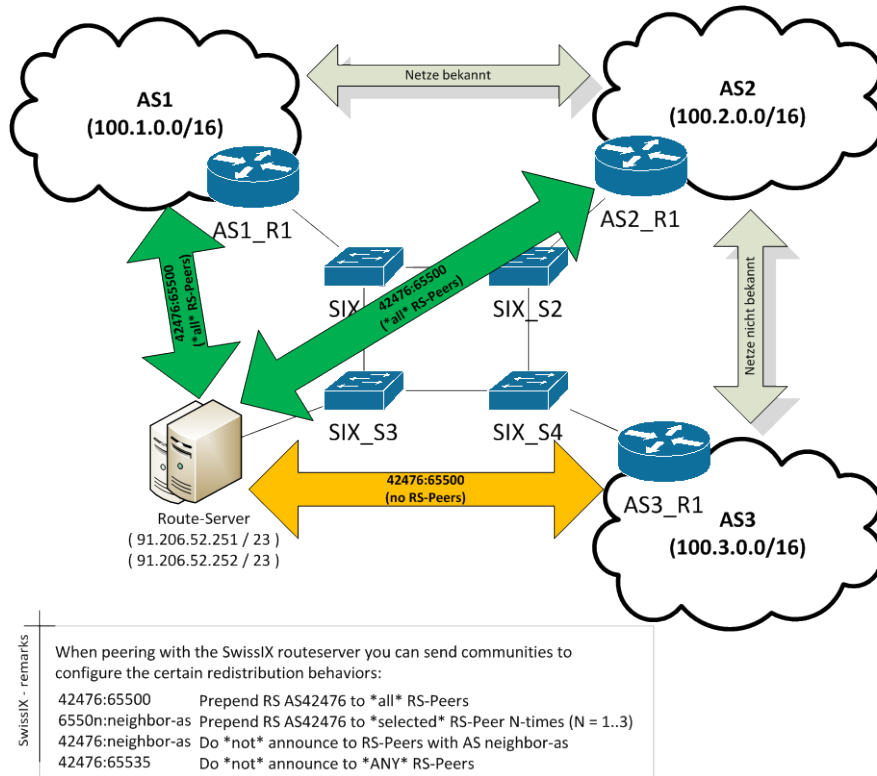 AS1
(100.1.0.0/16)
Netze bekannt
AS2
(100.2.0.0/16)
AS1_R1
AS2_R1
42476:65500
(*all* RS-Peers)
42476:65500
(*all* RS-Peers)
SIX
SIX_S2
Netze nicht bekannt
SIX_S3
SIX_S4
42476:65500
(no RS-Peers)
AS3_R1
AS3
(100.3.0.0/16)
Route-Server
( 91.206.52.251 / 23 )
( 91.206.52.252 / 23 )
SwissIX - remarks
When peering with the SwissIX routeserver you can send communities to
configure the certain redistribution behaviors:
42476:65500 Prepend RS AS42476 to *all* RS-Peers
6550n:neighbor-as Prepend RS AS42476 to *selected* RS-Peer N-times (N = 1..3)
42476:neighbor-as Do *not* announce to RS-Peers with AS neighbor-as
42476:65535 Do *not* announce to *ANY* RS-Peers